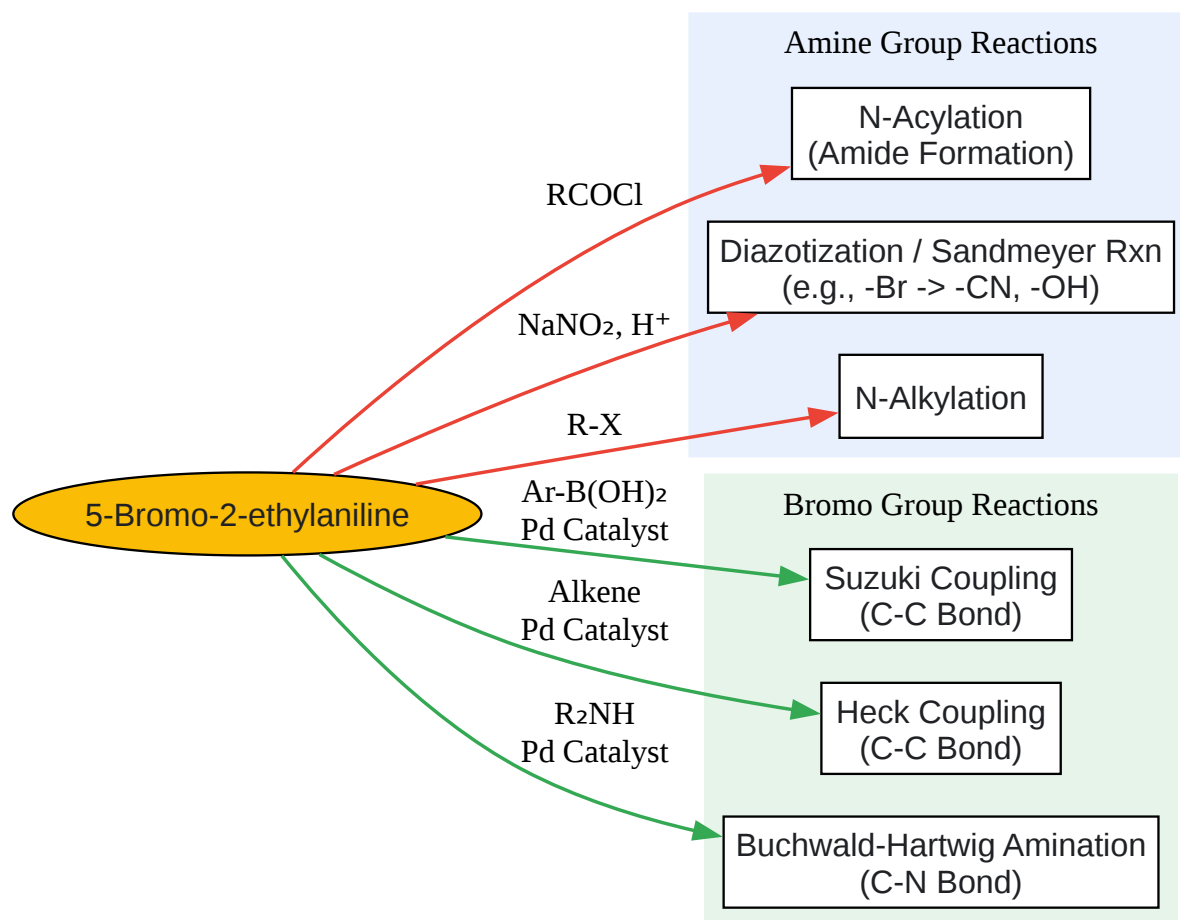 Amine Group Reactions
N-Acylation
(Amide Formation)
RCOCl
Diazotization / Sandmeyer Rxn
(e.g., -Br -> -CN, -OH)
NaNO₂, H⁺
N-Alkylation
R-X
5-Bromo-2-ethylaniline
Ar-B(OH)₂
Pd Catalyst
Bromo Group Reactions
Suzuki Coupling
(C-C Bond)
Alkene
Pd Catalyst
Heck Coupling
(C-C Bond)
R₂NH
Pd Catalyst
Buchwald-Hartwig Amination
(C-N Bond)